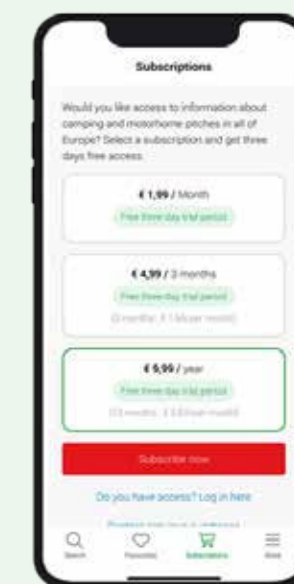 Subscriptions
Would you like access to information about
camping and motorhome pitches in all of
Europe? Select a subscription and get three
days free access.
€ 1,99 / Month
Free three day trial period
€ 4,99 / 3 months
Free three day trial period
€ 9,99 / year
Free three day trial period
Subscribe now
Do you have access? Log in here
Search Favourites Subscriptions More